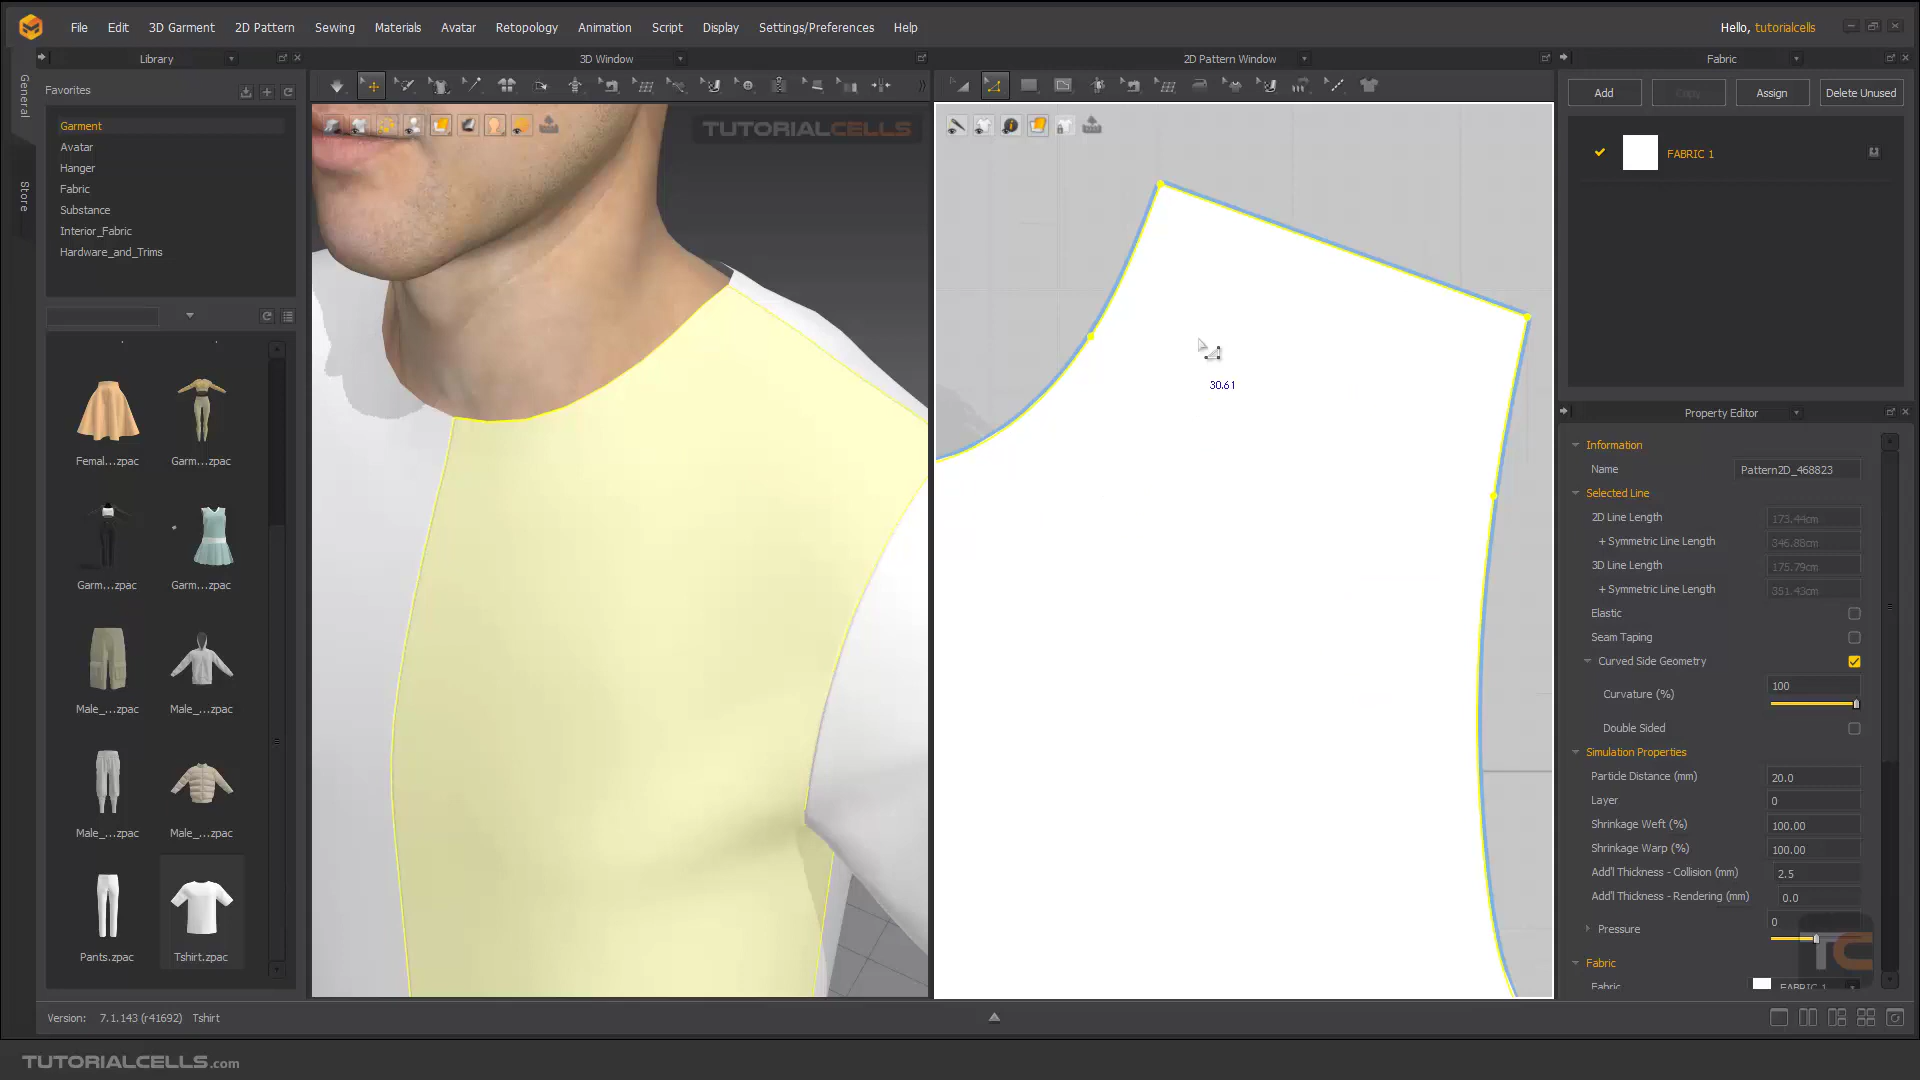 File Edit 3D Garment 2D Pattern Sewing Materials Avatar Retopology Animation Script Display Settings/Preferences Help
Hello, tutorialcells
Library
3D Window
2D Pattern Window
Fabric
General
Store
Favorites
Garment
Avatar
Hanger
Fabric
Substance
Interior_Fabric
Hardware_and_Trims
Femal...zpac
Garm...zpac
Garm...zpac
Garm...zpac
Male_...zpac
Male_...zpac
Male_...zpac
Male_...zpac
Pants.zpac
Tshirt.zpac
TUTORIALCELLS
30.61
Add
Copy
Assign
Delete Unused
FABRIC 1
Property Editor
Information
Name Pattern2D_468823
Selected Line
2D Line Length 173.44cm
+ Symmetric Line Length 346.88cm
3D Line Length 175.79cm
+ Symmetric Line Length 351.43cm
Elastic
Seam Taping
Curved Side Geometry
Curvature (%) 100
Double Sided
Simulation Properties
Particle Distance (mm) 20.0
Layer 0
Shrinkage Weft (%) 100.00
Shrinkage Warp (%) 100.00
Add'l Thickness - Collision (mm) 2.5
Add'l Thickness - Rendering (mm) 0.0
Pressure 0
Fabric
Fabric FABRIC 1
TC
Version: 7.1.143 (r41692) Tshirt
TUTORIALCELLS.com